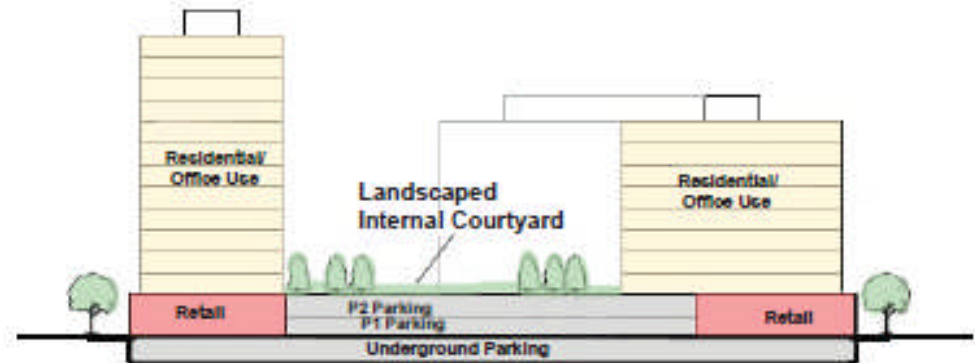 Residential/
Office Use
Residential/
Office Use
Landscaped
Internal Courtyard
Retail
P2 Parking
P1 Parking
Retail
Underground Parking